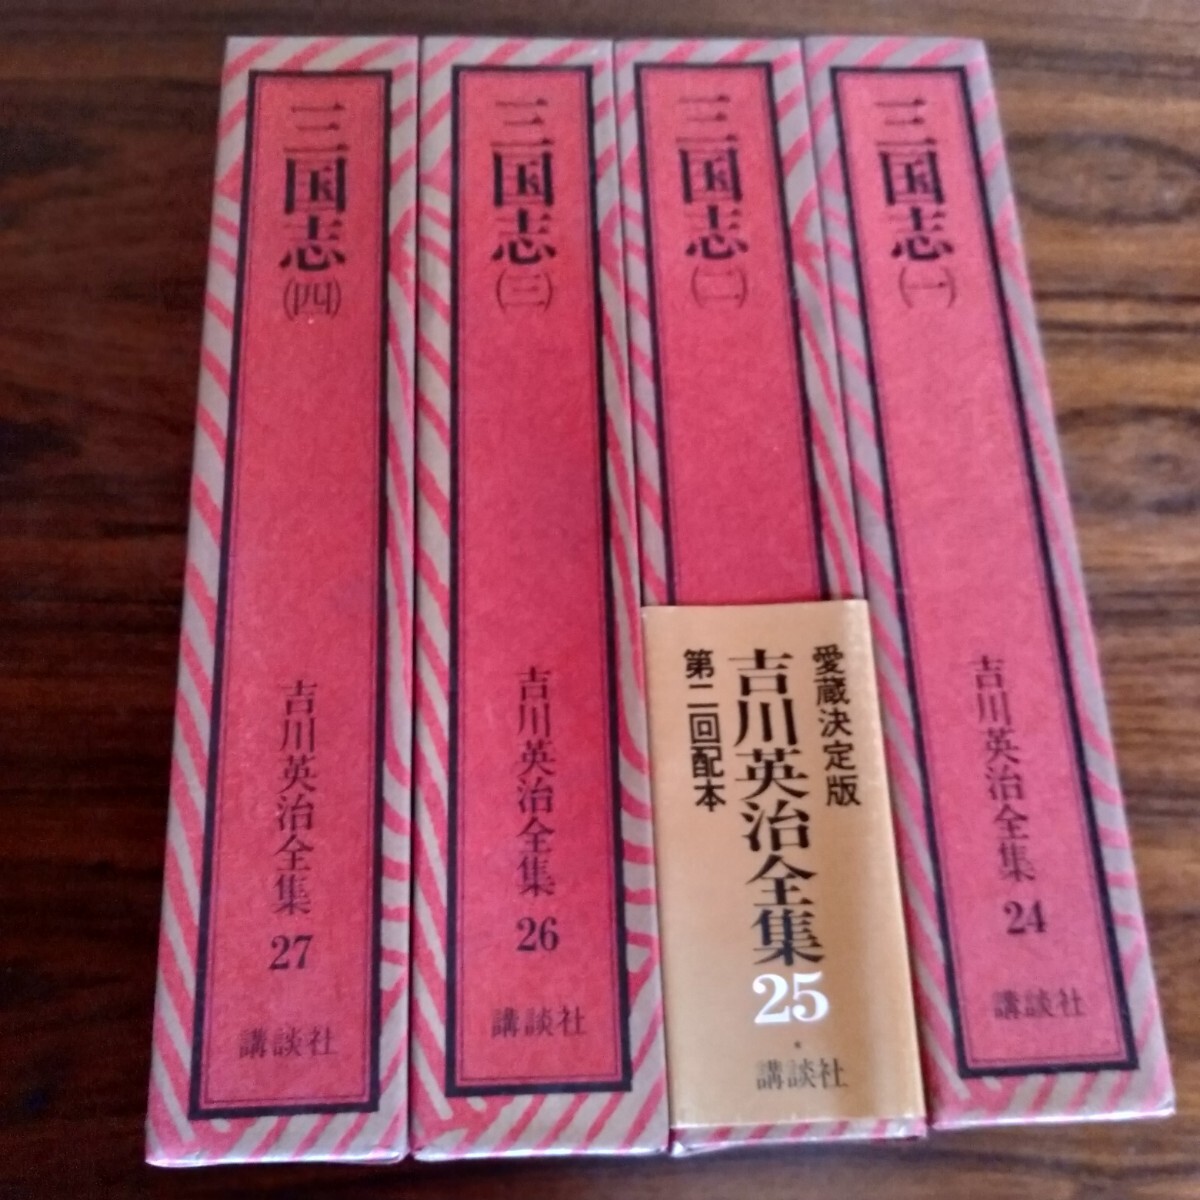 三国志
(一)
吉川英治全集
24
講談社
三国志
(二)
愛蔵決定版
吉川英治全集
25
第二回配本
講談社
三国志
(三)
吉川英治全集
26
講談社
三国志
(四)
吉川英治全集
27
講談社